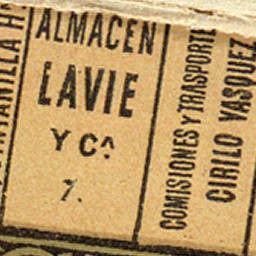 ALMACEN
LAVIE
Y Cª
7.
COMISIONES Y TRASPORTE
CIRILO VASQUEZ